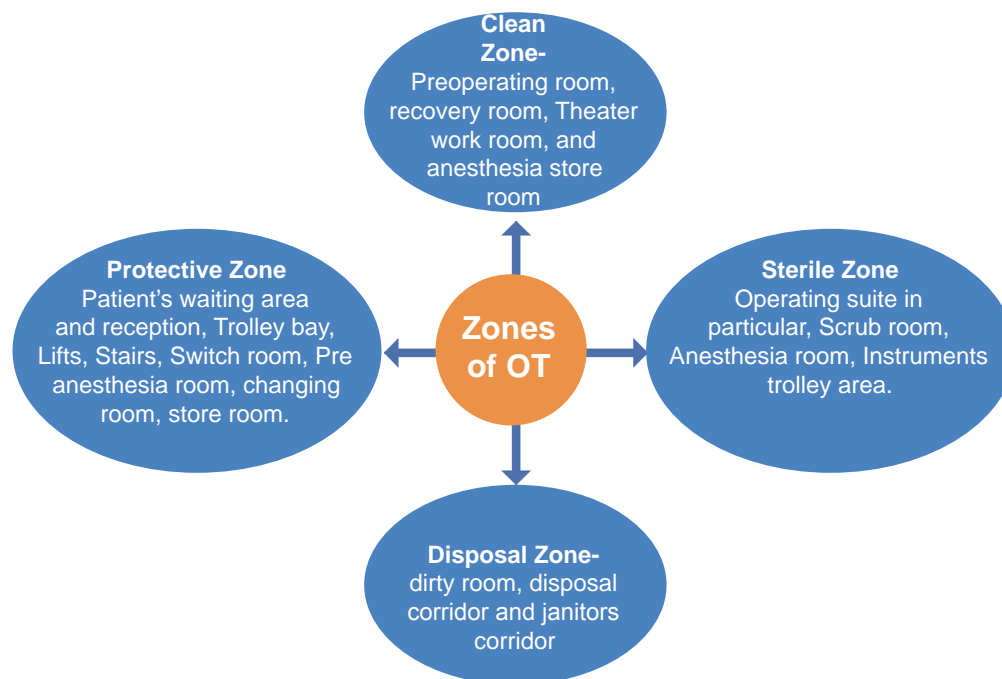 Clean
Zone-
Preoperating room,
recovery room, Theater
work room, and
anesthesia store
room
Protective Zone
Patient's waiting area
and reception, Trolley bay,
Lifts, Stairs, Switch room, Pre
anesthesia room, changing
room, store room.
Zones
of OT
Sterile Zone
Operating suite in
particular, Scrub room,
Anesthesia room, Instruments
trolley area.
Disposal Zone-
dirty room, disposal
corridor and janitors
corridor